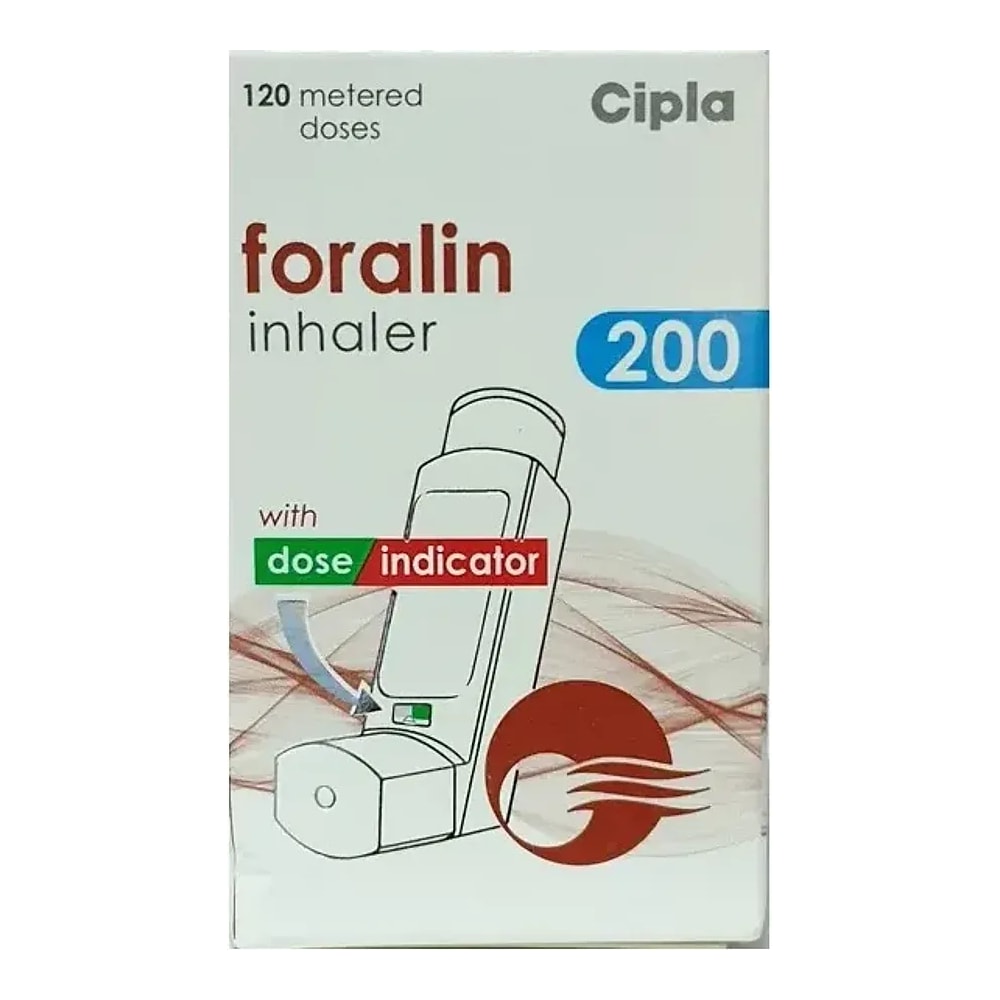 120 metered
doses
Cipla
foralin
inhaler
200
with
dose indicator